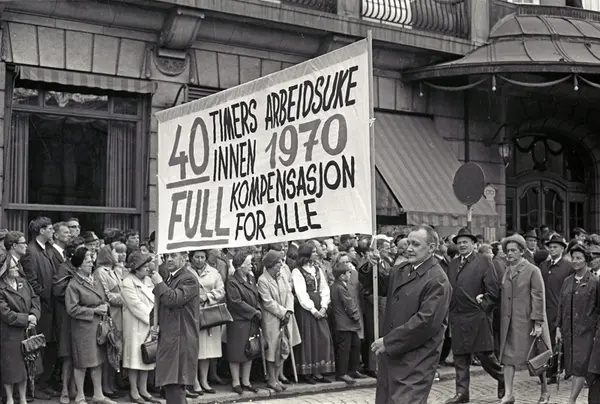 40 TIMERS ARBEIDSUKE
INNEN 1970
FULL KOMPENSASJON
FOR ALLE